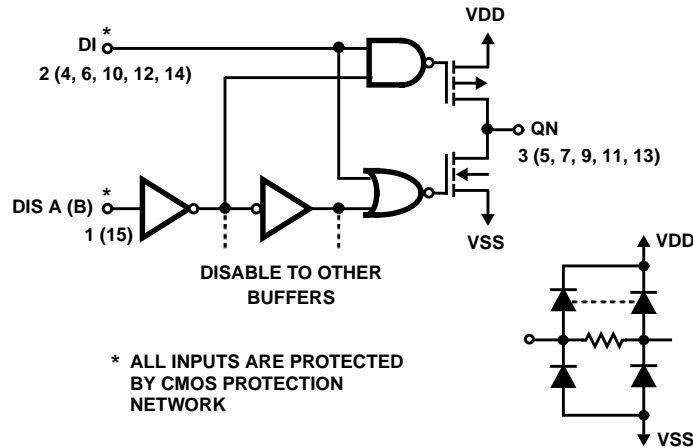 VDD
*
DI
2 (4, 6, 10, 12, 14)
QN
3 (5, 7, 9, 11, 13)
*
DIS A (B)
1 (15)
VSS
DISABLE TO OTHER
BUFFERS
VDD
* ALL INPUTS ARE PROTECTED
BY CMOS PROTECTION
NETWORK
VSS